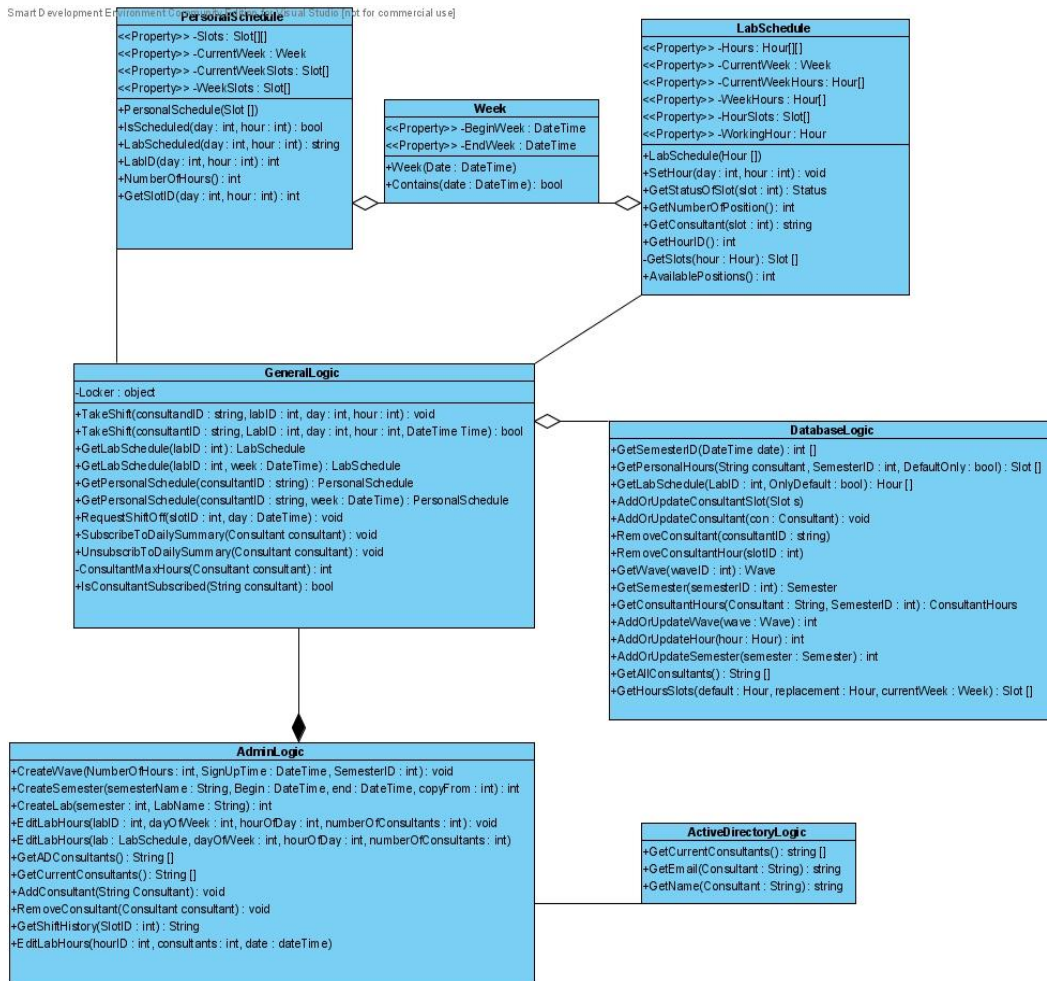 Smart Development Environment Community Edition for Visual Studio [not for commercial use]
PersonalSchedule
<<Property>> -Slots : Slot[][]
<<Property>> -CurrentWeek : Week
<<Property>> -CurrentWeekSlots : Slot[]
<<Property>> -WeekSlots : Slot[]
+PersonalSchedule(Slot [])
+IsScheduled(day : int, hour : int) : bool
+LabScheduled(day : int, hour : int) : string
+LabID(day : int, hour : int) : int
+NumberOfHours() : int
+GetSlotID(day : int, hour : int) : int
Week
<<Property>> -BeginWeek : DateTime
<<Property>> -EndWeek : DateTime
+Week(Date : DateTime)
+Contains(date : DateTime) : bool
LabSchedule
<<Property>> -Hours : Hour[][]
<<Property>> -CurrentWeek : Week
<<Property>> -CurrentWeekHours : Hour[]
<<Property>> -WeekHours : Hour[]
<<Property>> -HourSlots : Slot[]
<<Property>> -WorkingHour : Hour
+LabSchedule(Hour [])
+SetHour(day : int, hour : int) : void
+GetStatusOfSlot(slot : int) : Status
+GetNumberOfPosition() : int
+GetConsultant(slot : int) : string
+GetHourID() : int
-GetSlots(hour : Hour) : Slot []
+AvailablePositions() : int
GeneralLogic
-Locker : object
+TakeShift(consultandID : string, labID : int, day : int, hour : int) : void
+TakeShift(consultantID : string, LabID : int, day : int, hour : int, DateTime Time) : bool
+GetLabSchedule(labID : int) : LabSchedule
+GetLabSchedule(labID : int, week : DateTime) : LabSchedule
+GetPersonalSchedule(consultantID : string) : PersonalSchedule
+GetPersonalSchedule(consultantID : string, week : DateTime) : PersonalSchedule
+RequestShiftOff(slotID : int, day : DateTime) : void
+SubscribeToDailySummary(Consultant consultant) : void
+UnsubscribToDailySummary(Consultant consultant) : void
-ConsultantMaxHours(Consultant consultant) : int
+IsConsultantSubscribed(String consultant) : bool
DatabaseLogic
+GetSemesterID(DateTime date) : int []
+GetPersonalHours(String consultant, SemesterID : int, DefaultOnly : bool) : Slot []
+GetLabSchedule(LabID : int, OnlyDefault : bool) : Hour []
+AddOrUpdateConsultantSlot(Slot s)
+AddOrUpdateConsultant(con : Consultant) : void
+RemoveConsultant(consultantID : string)
+RemoveConsultantHour(slotID : int)
+GetWave(waveID : int) : Wave
+GetSemester(semesterID : int) : Semester
+GetConsultantHours(Consultant : String, SemesterID : int) : ConsultantHours
+AddOrUpdateWave(wave : Wave) : int
+AddOrUpdateHour(hour : Hour) : int
+AddOrUpdateSemester(semester : Semester) : int
+GetAllConsultants() : String []
+GetHoursSlots(default : Hour, replacement : Hour, currentWeek : Week) : Slot []
AdminLogic
+CreateWave(NumberOfHours : int, SignUpTime : DateTime, SemesterID : int) : void
+CreateSemester(semesterName : String, Begin : DateTime, end : DateTime, copyFrom : int) : int
+CreateLab(semester : int, LabName : String) : int
+EditLabHours(labID : int, dayOfWeek : int, hourOfDay : int, numberOfConsultants : int) : void
+EditLabHours(lab : LabSchedule, dayOfWeek : int, hourOfDay : int, numberOfConsultants : int)
+GetADConsultants() : String []
+GetCurrentConsultants() : String []
+AddConsultant(String Consultant) : void
+RemoveConsultant(Consultant consultant) : void
+GetShiftHistory(SlotID : int) : String
+EditLabHours(hourID : int, consultants : int, date : dateTime)
ActiveDirectoryLogic
+GetCurrentConsultants() : string []
+GetEmail(Consultant : String) : string
+GetName(Consultant : String) : string